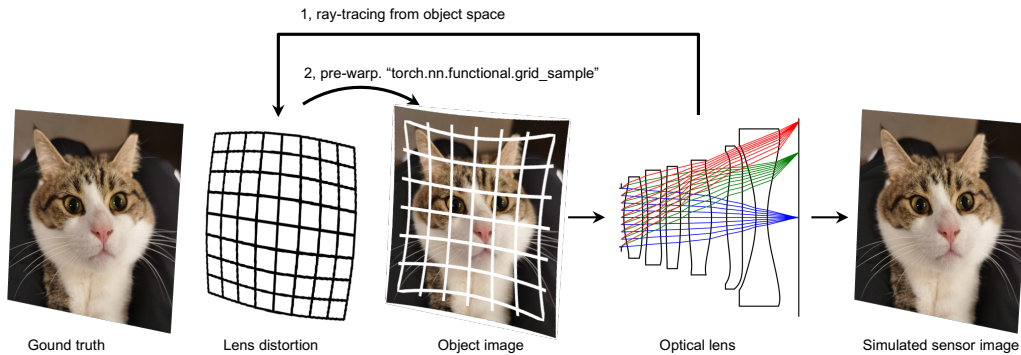 1, ray-tracing from object space
2, pre-warp. “torch.nn.functional.grid_sample”
Gound truth
Lens distortion
Object image
Optical lens
Simulated sensor image